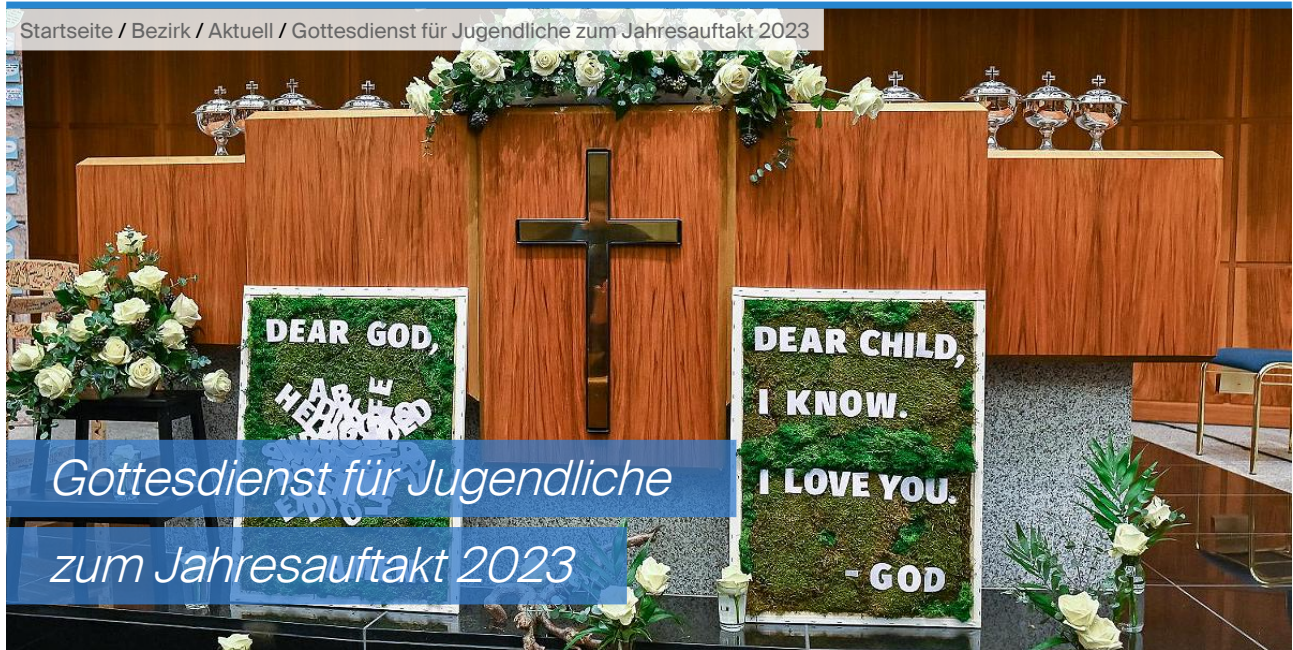 Startseite / Bezirk / Aktuell / Gottesdienst für Jugendliche zum Jahresauftakt 2023
DEAR GOD,
DEAR CHILD,
I KNOW.
I LOVE YOU.
- GOD
Gottesdienst für Jugendliche
zum Jahresauftakt 2023